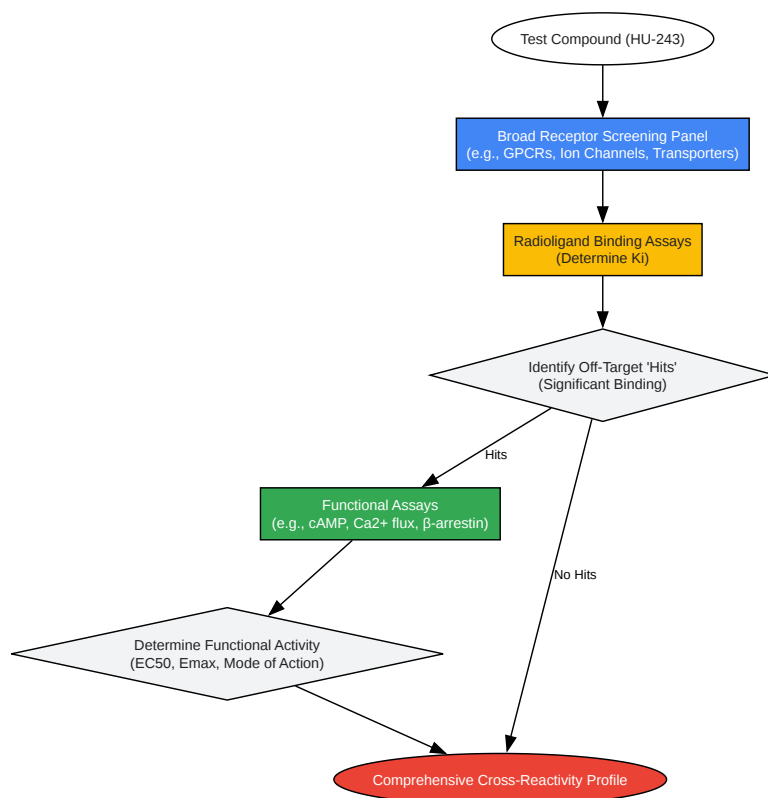 Test Compound (HU-243)
Broad Receptor Screening Panel
(e.g., GPCRs, Ion Channels, Transporters)
Radioligand Binding Assays
(Determine Ki)
Identify Off-Target 'Hits'
(Significant Binding)
Hits
Functional Assays
(e.g., cAMP, Ca2+ flux, β-arrestin)
No Hits
Determine Functional Activity
(EC50, Emax, Mode of Action)
Comprehensive Cross-Reactivity Profile